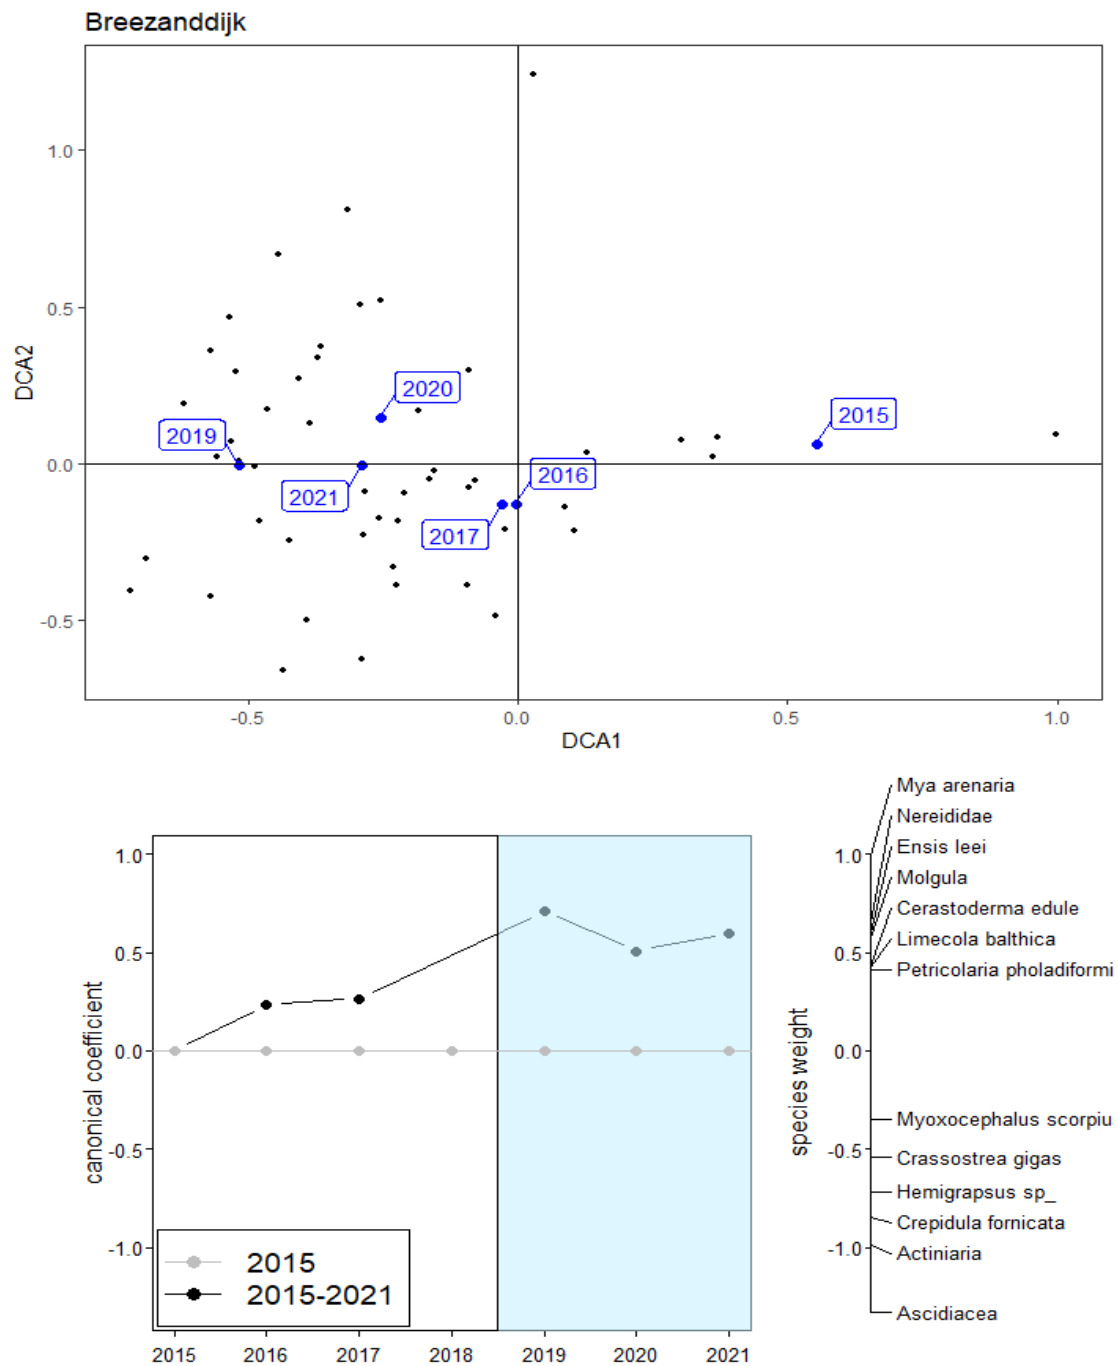 Breezanddijk
1.0
0.5
0.0
-0.5
DCA2
2020
2019
2015
2021
2016
2017
-0.5
0.0
0.5
1.0
DCA1
1.0
0.5
0.0
-0.5
-1.0
canonical coefficient
2015
2015-2021
2015
2016
2017
2018
2019
2020
2021
species weight
1.0
0.5
0.0
-0.5
-1.0
Mya arenaria
Nereididae
Ensis leei
Molgula
Cerastoderma edule
Limecola balthica
Petricolaria pholadiformi
Myoxocephalus scorpiu
Crassostrea gigas
Hemigrapsus sp_
Crepidula fornicata
Actiniaria
Ascidiacea